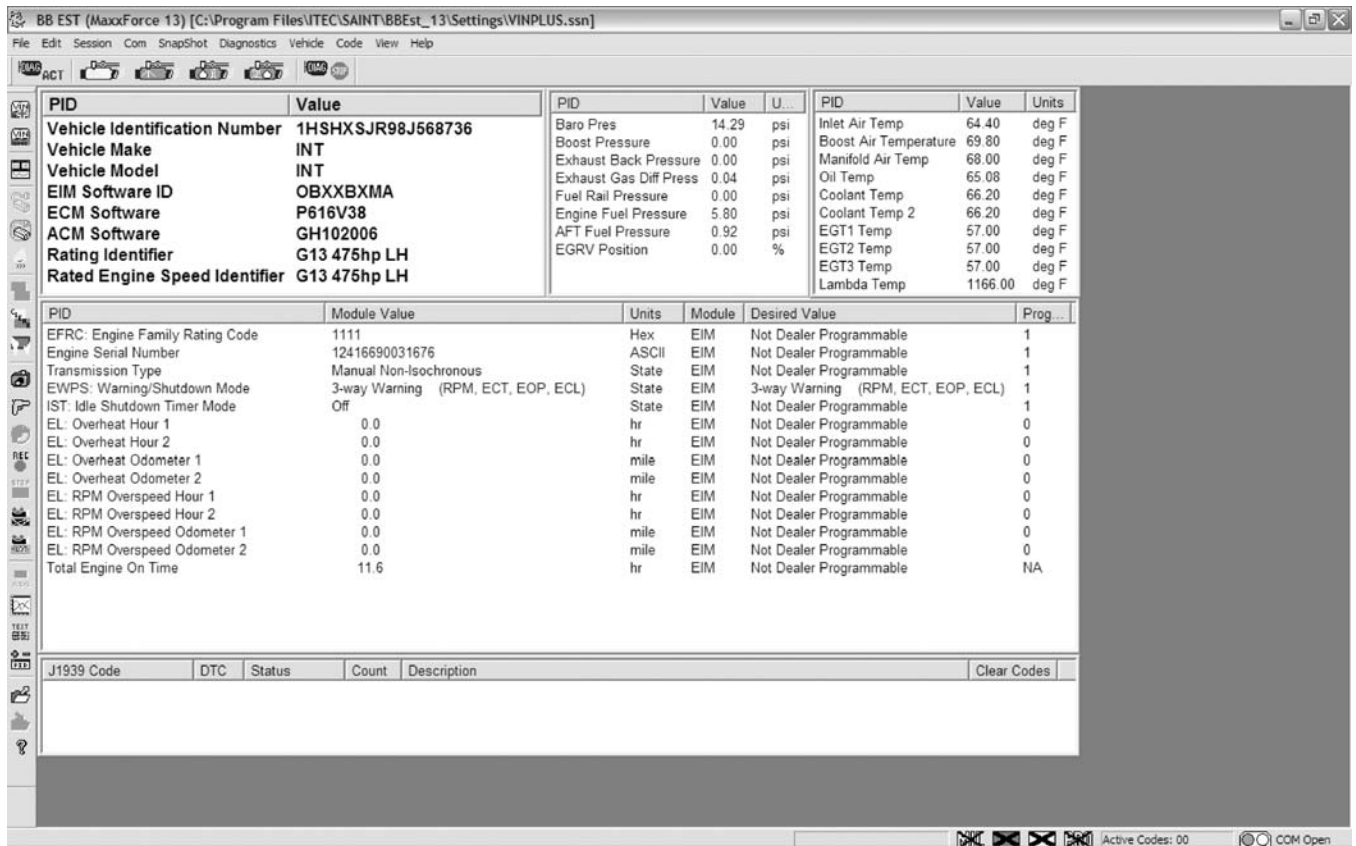 BB EST (MaxxForce 13) [C:\Program Files\ITEC\SAINT\BBEst_13\Settings\VINPLUS.ssn]
File Edit Session Com SnapShot Diagnostics Vehicle Code View Help
DIAG ACT DIAG
PID Value
Vehicle Identification Number 1HSHXSJR98J568736
Vehicle Make INT
Vehicle Model INT
EIM Software ID OBXXBXMA
ECM Software P616V38
ACM Software GH102006
Rating Identifier G13 475hp LH
Rated Engine Speed Identifier G13 475hp LH
PID Value U...
Baro Pres 14.29 psi
Boost Pressure 0.00 psi
Exhaust Back Pressure 0.00 psi
Exhaust Gas Diff Press 0.04 psi
Fuel Rail Pressure 0.00 psi
Engine Fuel Pressure 5.80 psi
AFT Fuel Pressure 0.92 psi
EGRV Position 0.00 %
PID Value Units
Inlet Air Temp 64.40 deg F
Boost Air Temperature 69.80 deg F
Manifold Air Temp 68.00 deg F
Oil Temp 65.08 deg F
Coolant Temp 66.20 deg F
Coolant Temp 2 66.20 deg F
EGT1 Temp 57.00 deg F
EGT2 Temp 57.00 deg F
EGT3 Temp 57.00 deg F
Lambda Temp 1166.00 deg F
PID Module Value Units Module Desired Value Prog...
EFRC: Engine Family Rating Code 1111 Hex EIM Not Dealer Programmable 1
Engine Serial Number 12416690031676 ASCII EIM Not Dealer Programmable 1
Transmission Type Manual Non-Isochronous State EIM Not Dealer Programmable 1
EWPS: Warning/Shutdown Mode 3-way Warning (RPM, ECT, EOP, ECL) State EIM 3-way Warning (RPM, ECT, EOP, ECL) 1
IST: Idle Shutdown Timer Mode Off State EIM Not Dealer Programmable 1
EL: Overheat Hour 1 0.0 hr EIM Not Dealer Programmable 0
EL: Overheat Hour 2 0.0 hr EIM Not Dealer Programmable 0
EL: Overheat Odometer 1 0.0 mile EIM Not Dealer Programmable 0
EL: Overheat Odometer 2 0.0 mile EIM Not Dealer Programmable 0
EL: RPM Overspeed Hour 1 0.0 hr EIM Not Dealer Programmable 0
EL: RPM Overspeed Hour 2 0.0 hr EIM Not Dealer Programmable 0
EL: RPM Overspeed Odometer 1 0.0 mile EIM Not Dealer Programmable 0
EL: RPM Overspeed Odometer 2 0.0 mile EIM Not Dealer Programmable 0
Total Engine On Time 11.6 hr EIM Not Dealer Programmable NA
J1939 Code DTC Status Count Description Clear Codes
Active Codes: 00 COM Open